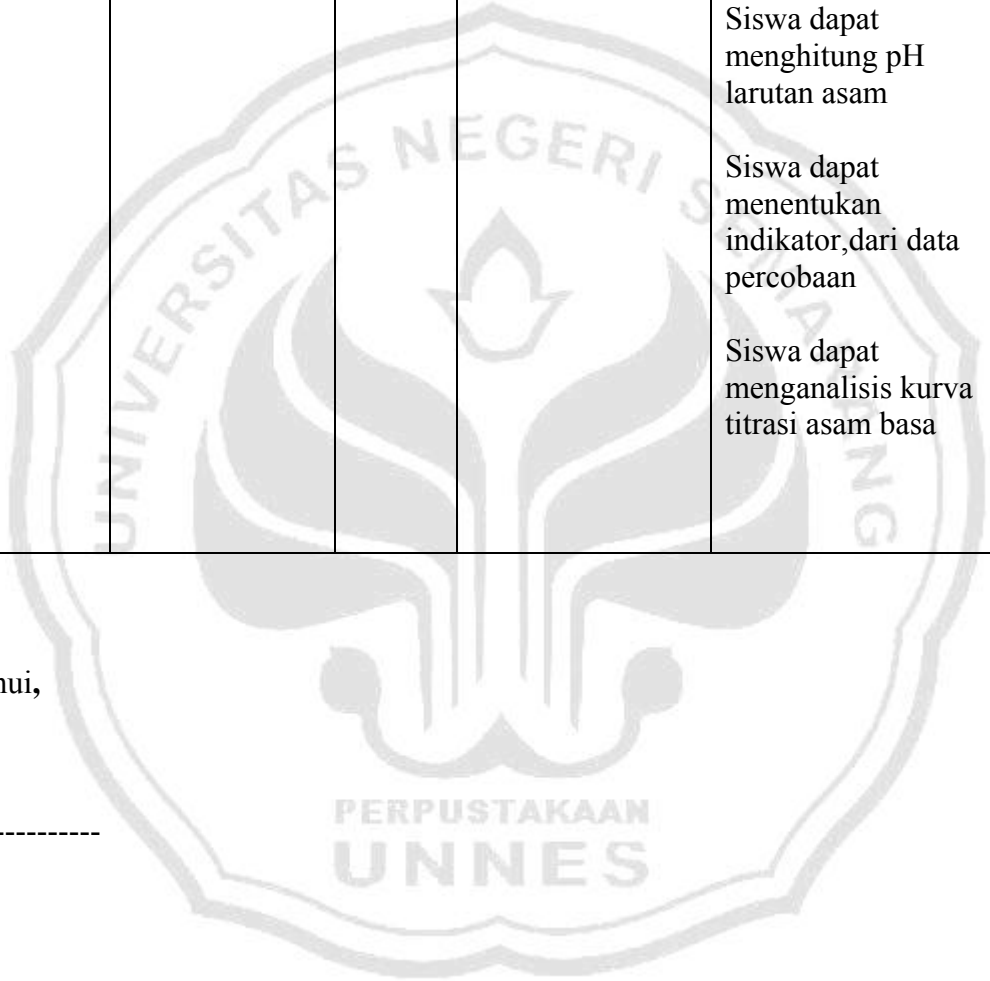 Siswa dapat
menghitung pH
larutan asam
Siswa dapat
menentukan
indikator,dari data
percobaan
Siswa dapat
menganalisis kurva
titrasi asam basa
nui,
----------
UNIVERSITAS NEGERI SEMARANG
PERPUSTAKAAN
UNNES